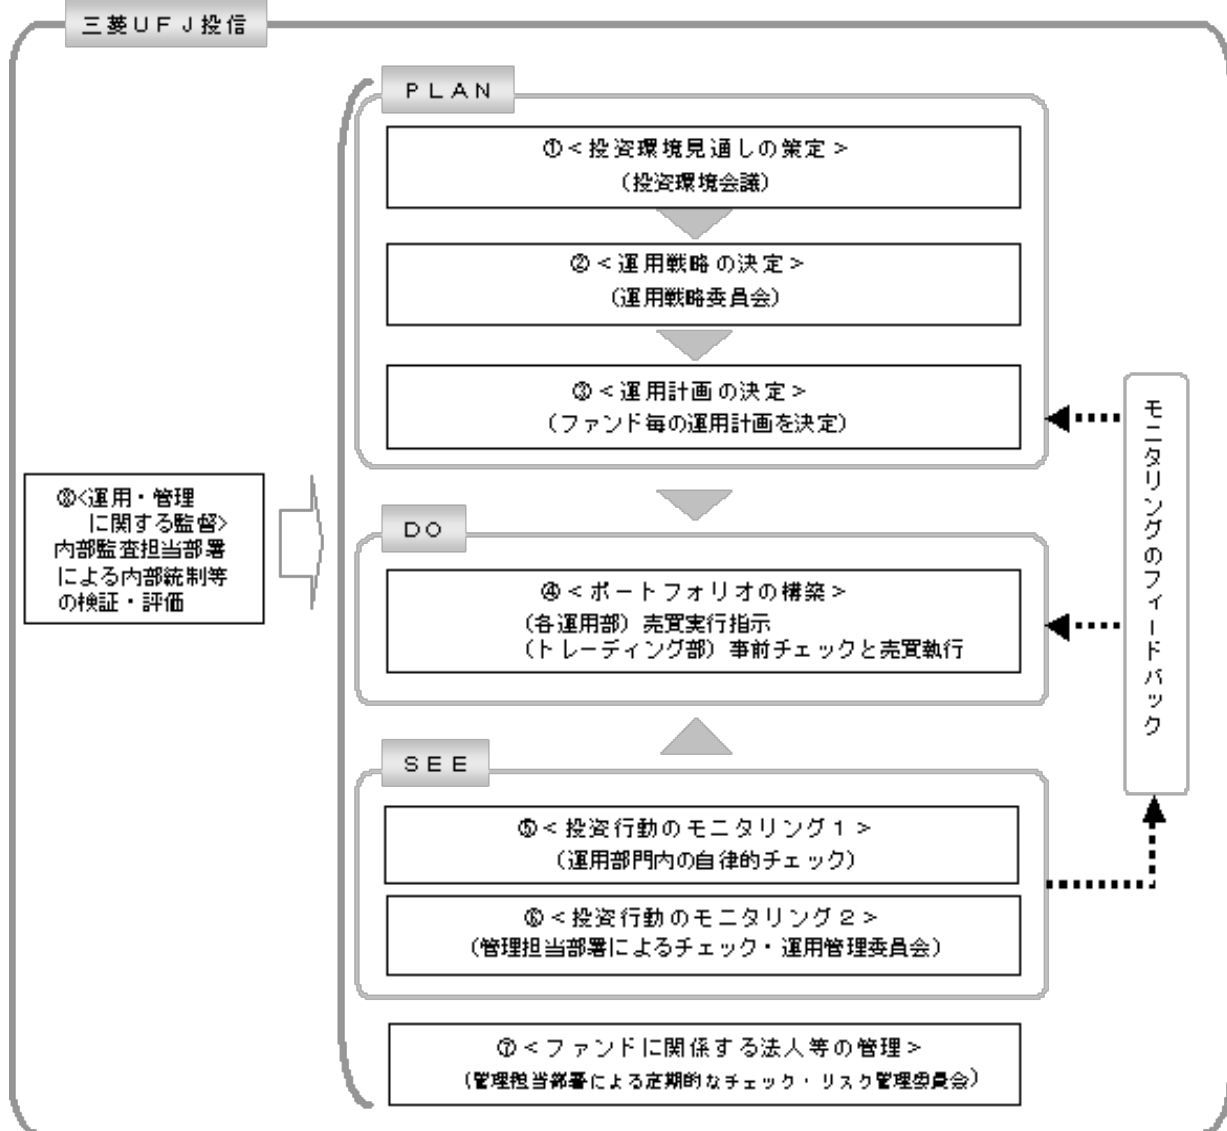 三菱UFJ投信
PLAN
①<投資環境見通しの策定>
(投資環境会議)
②<運用戦略の決定>
(運用戦略委員会)
③<運用計画の決定>
(ファンド毎の運用計画を決定)
⑧<運用・管理
に関する監督>
内部監査担当部署
による内部統制等
の検証・評価
DO
④<ポートフォリオの構築>
(各運用部) 売買実行指示
(トレーディング部) 事前チェックと売買執行
SEE
⑤<投資行動のモニタリング1>
(運用部門内の自律的チェック)
⑥<投資行動のモニタリング2>
(管理担当部署によるチェック・運用管理委員会)
⑦<ファンドに関係する法人等の管理>
(管理担当部署による定期的なチェック・リスク管理委員会)
モニタリングのフィードバック